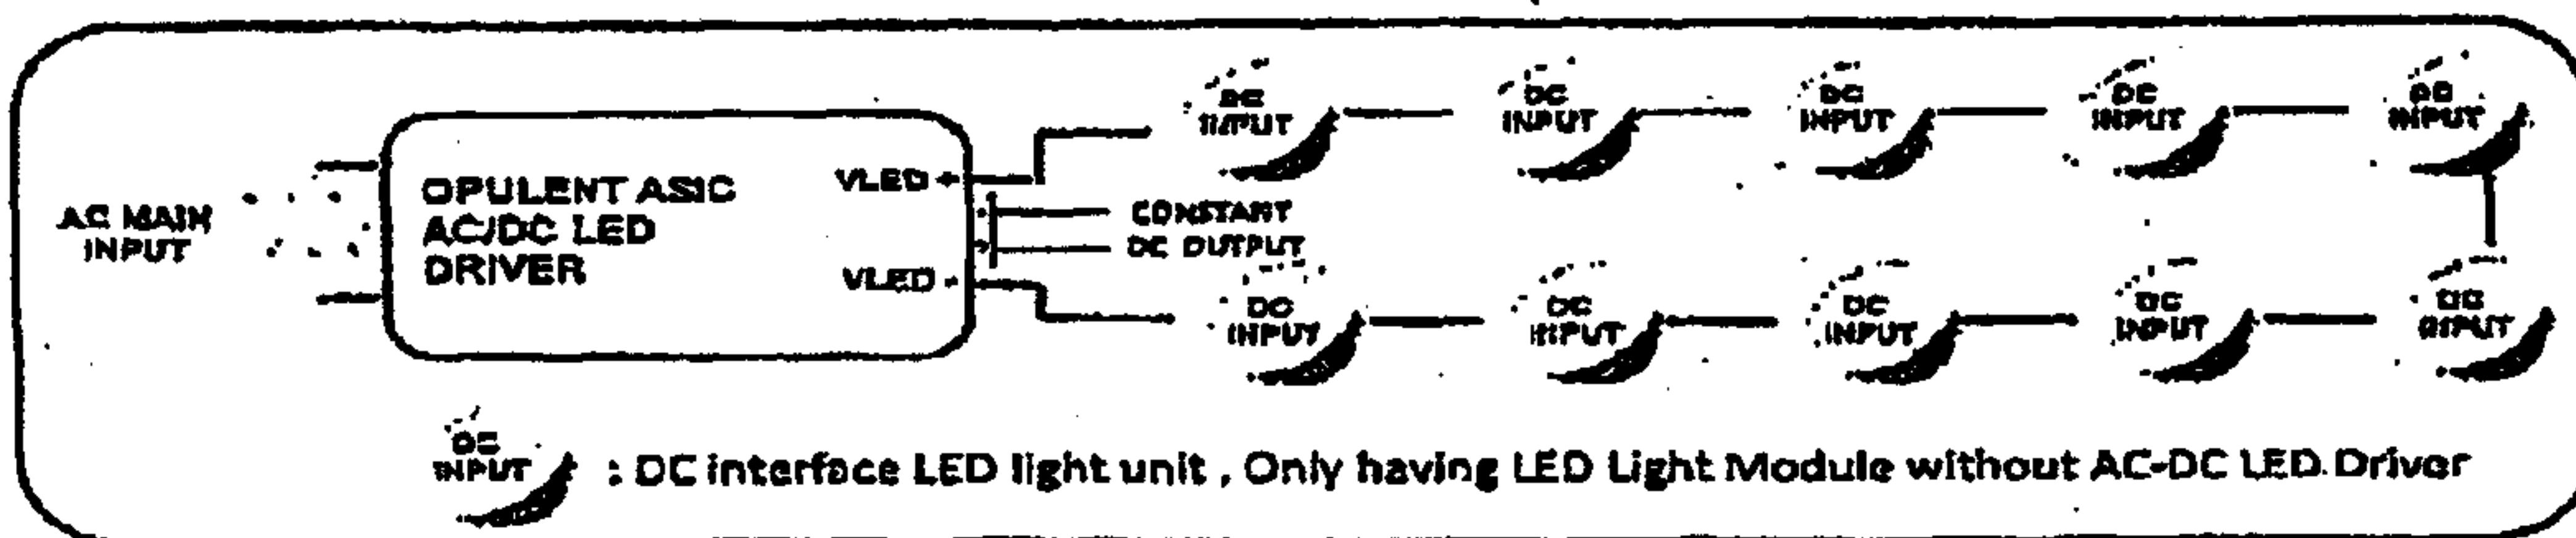 DC
INPUT
DC
INPUT
DC
INPUT
DC
INPUT
DC
INPUT
AC MAIN
INPUT
OPULENT ASIC
AC/DC LED
DRIVER
VLED +
CONSTANT
DC OUTPUT
VLED -
DC
INPUT
DC
INPUT
DC
INPUT
DC
INPUT
DC
INPUT
DC
INPUT
: DC interface LED light unit , Only having LED Light Module without AC-DC LED Driver